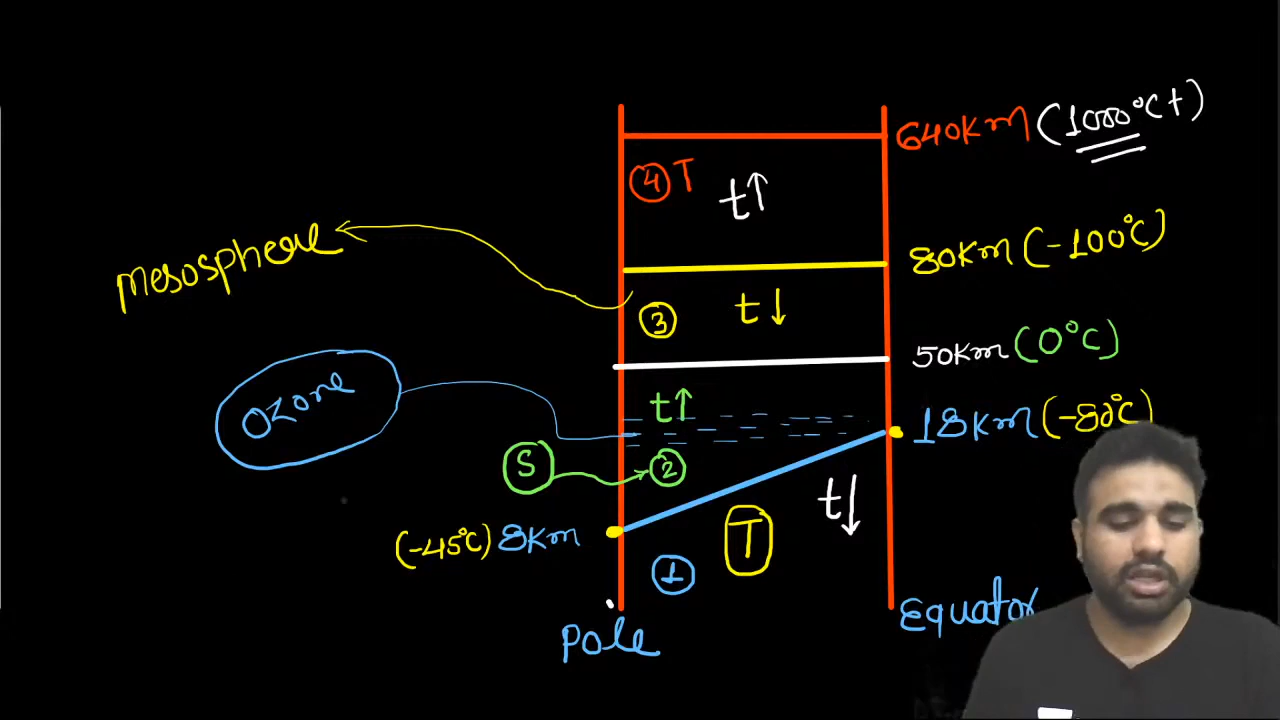 640KM (1000°C+)
④ T t↑
mesosphere
80KM (-100°C)
③ t↓
50KM (0°C)
Ozone
t↑
18KM (-80°C)
S ②
t↓
(-45°C) 8KM
T
①
Pole
Equator